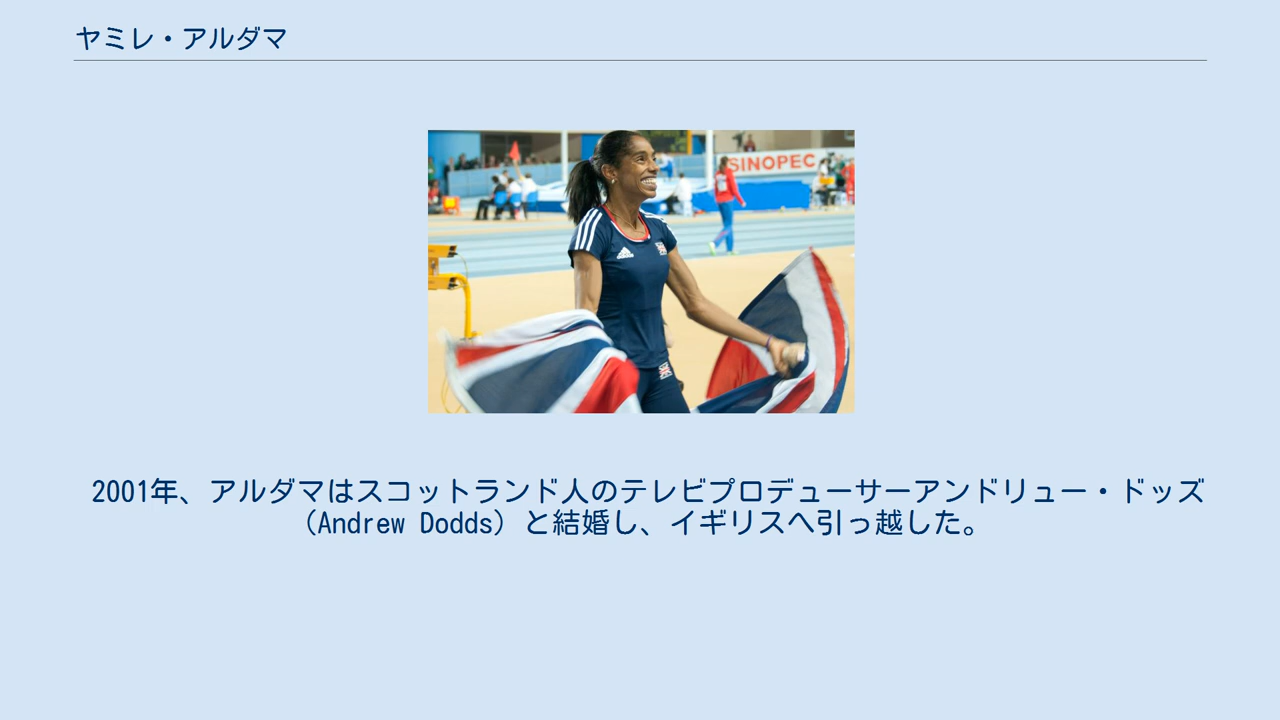 ヤミレ・アルダマ
SINOPEC
adidas
2001年、アルダマはスコットランド人のテレビプロデューサーアンドリュー・ドッズ
（Andrew Dodds）と結婚し、イギリスへ引っ越した。